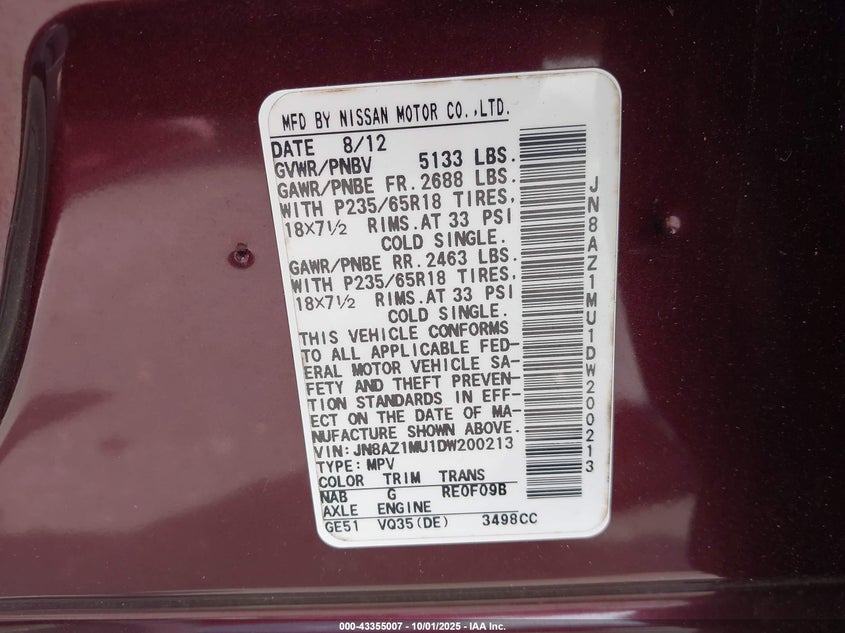 MFD BY NISSAN MOTOR CO.,LTD.
DATE 8/12
GVWR/PNBV 5133 LBS.
GAWR/PNBE FR. 2688 LBS.
WITH P235/65R18 TIRES,
18×7½ RIMS.AT 33 PSI
COLD SINGLE.
GAWR/PNBE RR. 2463 LBS.
WITH P235/65R18 TIRES,
18×7½ RIMS.AT 33 PSI
COLD SINGLE.
THIS VEHICLE CONFORMS
TO ALL APPLICABLE FED-
ERAL MOTOR VEHICLE SA-
FETY AND THEFT PREVEN-
TION STANDARDS IN EFF-
ECT ON THE DATE OF MA-
NUFACTURE SHOWN ABOVE.
VIN: JN8AZ1MU1DW200213
TYPE: MPV
COLOR TRIM TRANS
NAB G RE0F09B
AXLE ENGINE
GE51 VQ35(DE) 3498CC
JN8AZ1MU1DW200213
000-43355007 - 10/01/2025 - IAA Inc.